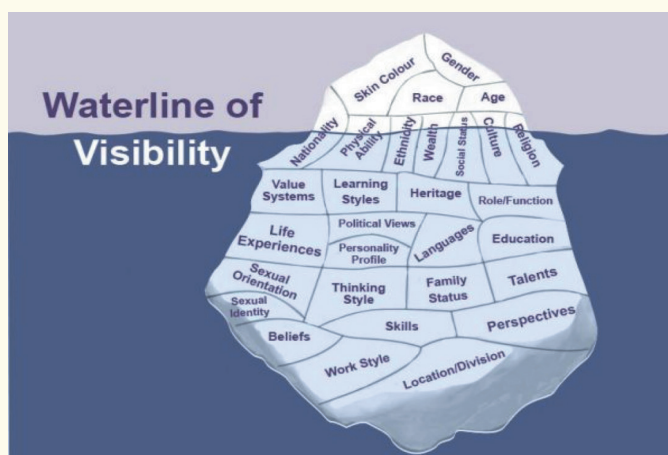 Waterline of
Visibility
Skin Colour
Gender
Race
Age
Nationality
Physical
Ability
Ethnicity
Wealth
Social Status
Culture
Religion
Value
Systems
Learning
Styles
Heritage
Role/Function
Life
Experiences
Political Views
Personality
Profile
Languages
Education
Sexual
Orientation
Sexual
Identity
Thinking
Style
Family
Status
Talents
Beliefs
Skills
Perspectives
Work Style
Location/Division